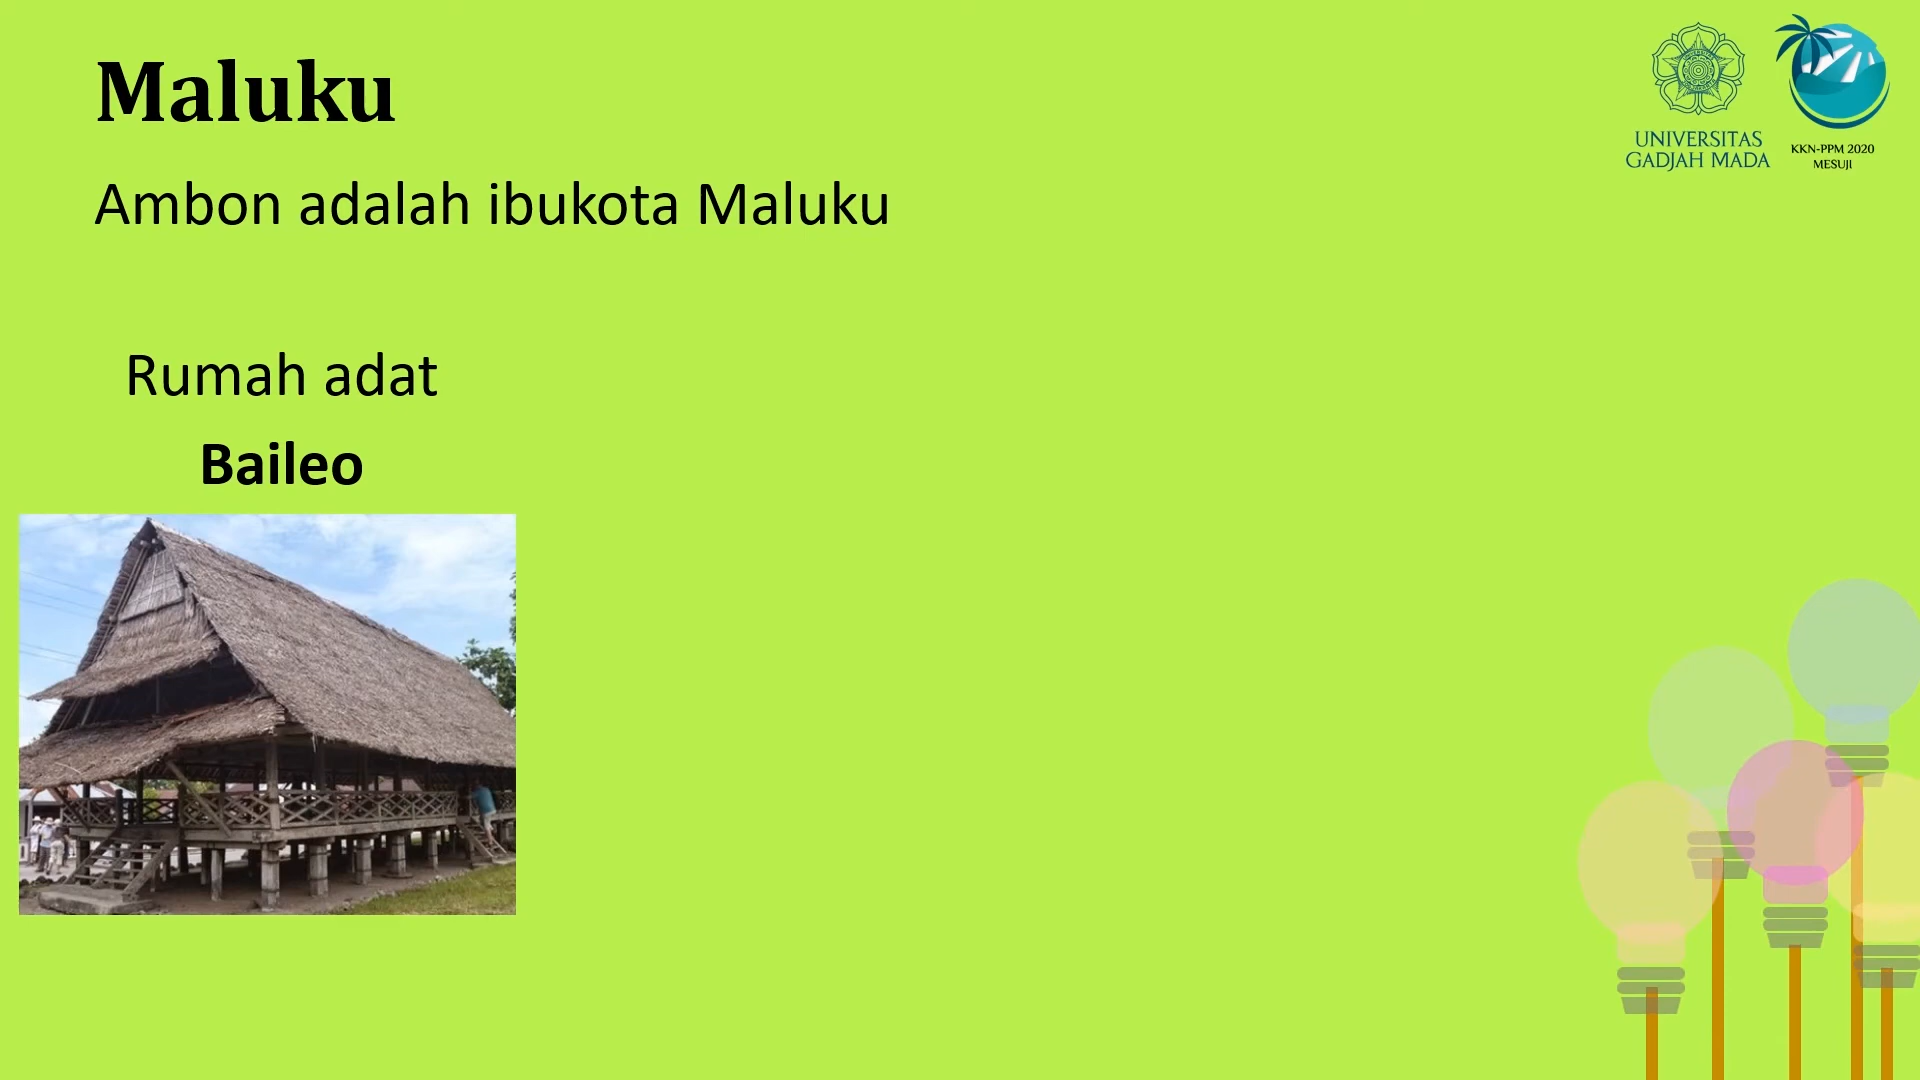 Maluku
Ambon adalah ibukota Maluku
Rumah adat
Baileo
UNIVERSITAS
GADJAH MADA
KKN-PPM 2020
MESUJI